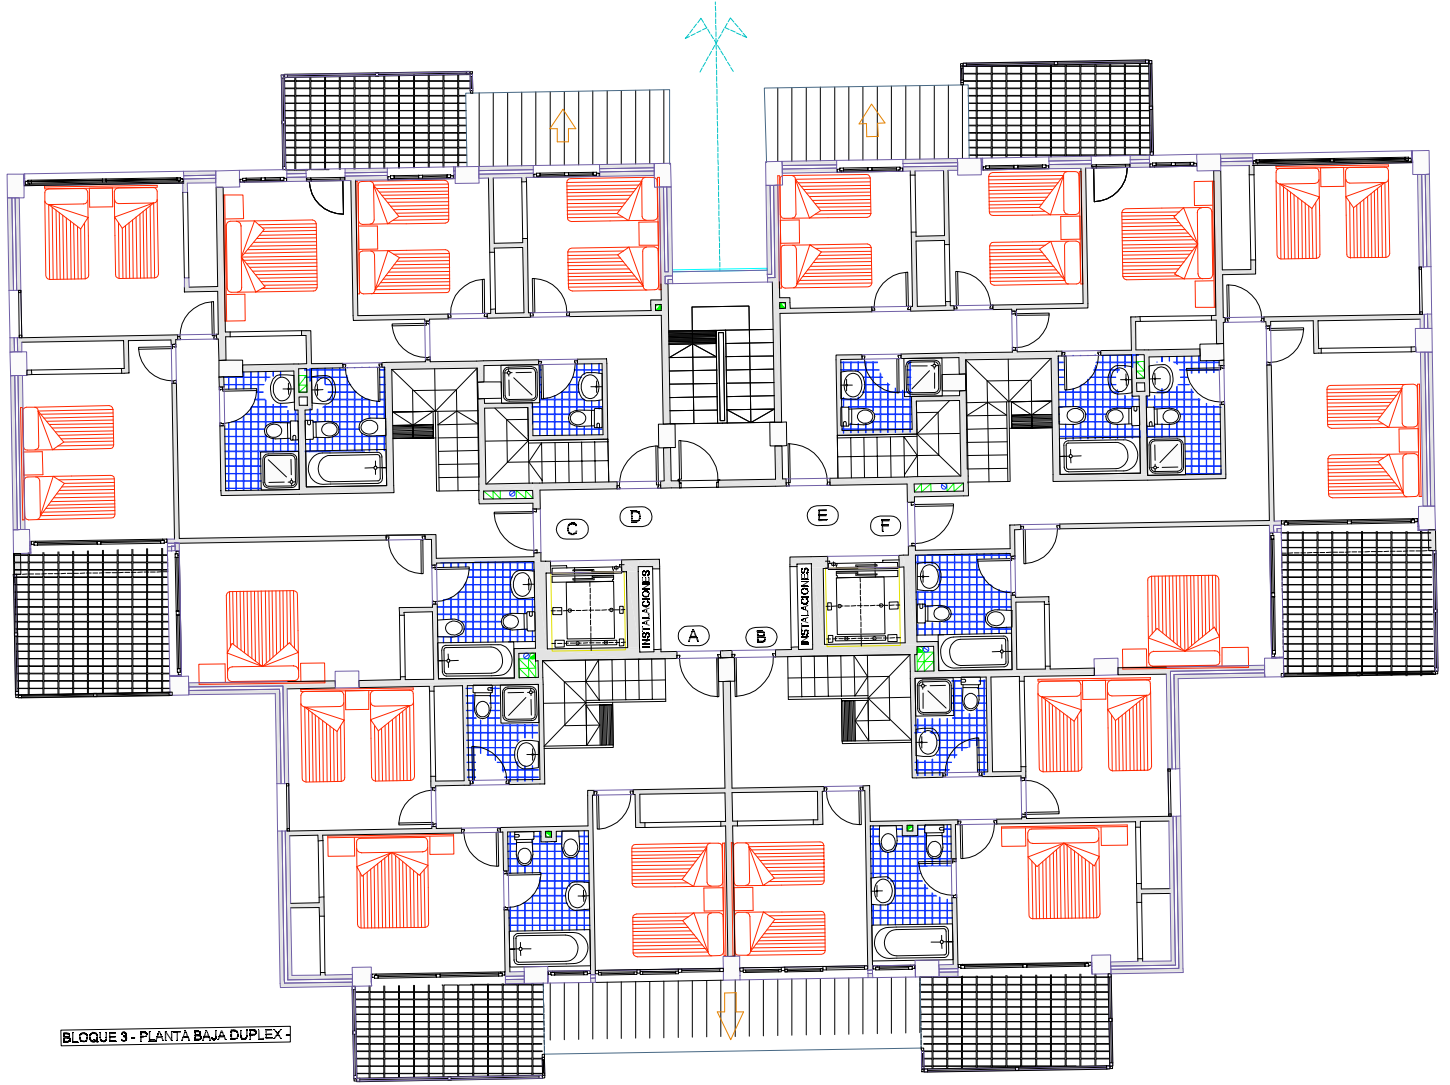 C
D
E
F
INSTALACIONES
INSTALACIONES
A
B
BLOQUE 3 - PLANTA BAJA DUPLEX -